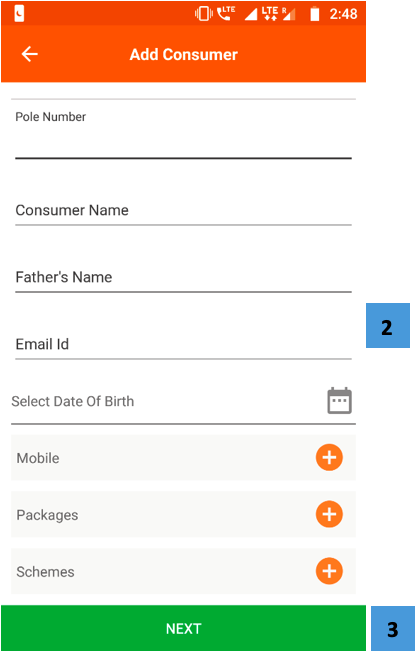 LTE LTE R 2:48
Add Consumer
Pole Number
Consumer Name
Father's Name
2
Email Id
Select Date Of Birth
Mobile
Packages
Schemes
NEXT 3